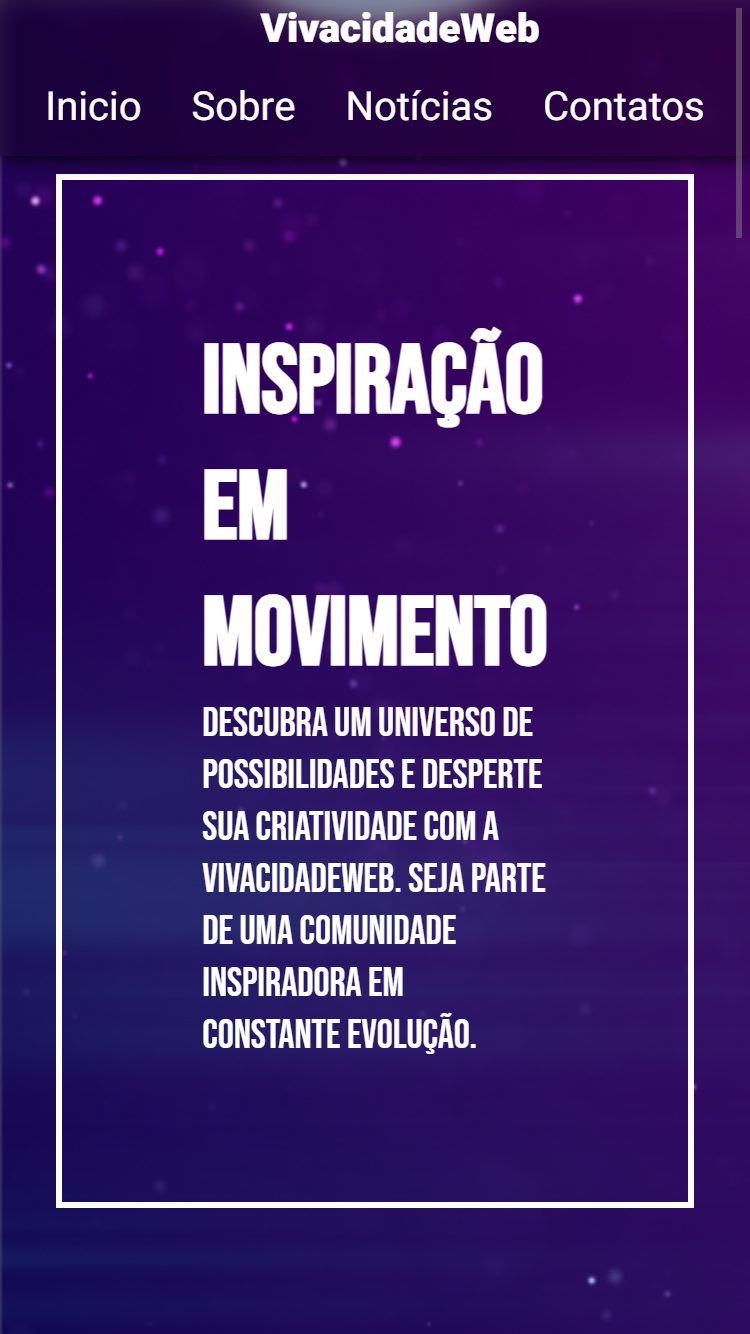 VivacidadeWeb
Inicio Sobre Notícias Contatos
INSPIRAÇÃO
EM
MOVIMENTO
DESCUBRA UM UNIVERSO DE
POSSIBILIDADES E DESPERTE
SUA CRIATIVIDADE COM A
VIVACIDADEWEB. SEJA PARTE
DE UMA COMUNIDADE
INSPIRADORA EM
CONSTANTE EVOLUÇÃO.